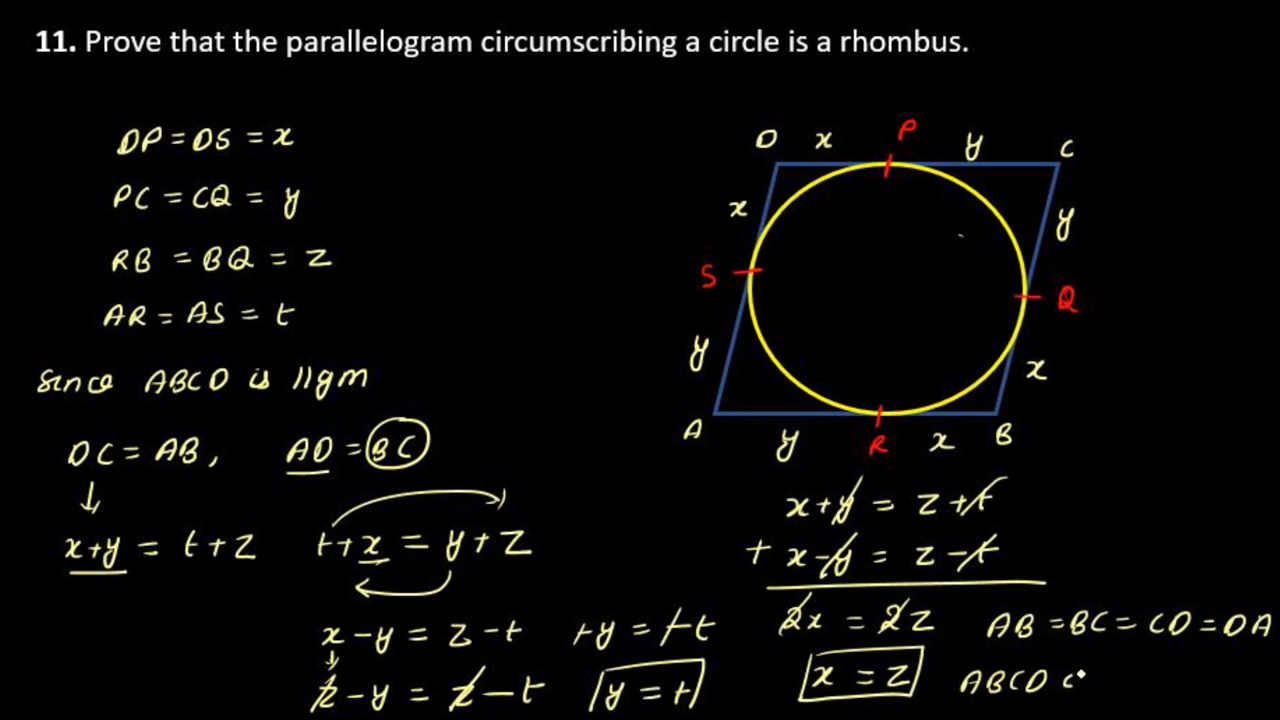 11. Prove that the parallelogram circumscribing a circle is a rhombus.
DP = DS = x
PC = CQ = y
RB = BQ = z
AR = AS = t
Since ABCD is ||gm
DC = AB, AD = BC
↓
x+y = t+z t+x = y+z
x-y = z-t +y = +t
↓
z-y = z-t y = t
D x P y C
x y
S Q
y x
A y R x B
x+y = z+t
+ x-y = z-t
2x = 2z AB = BC = CD = DA
x = z ABCD